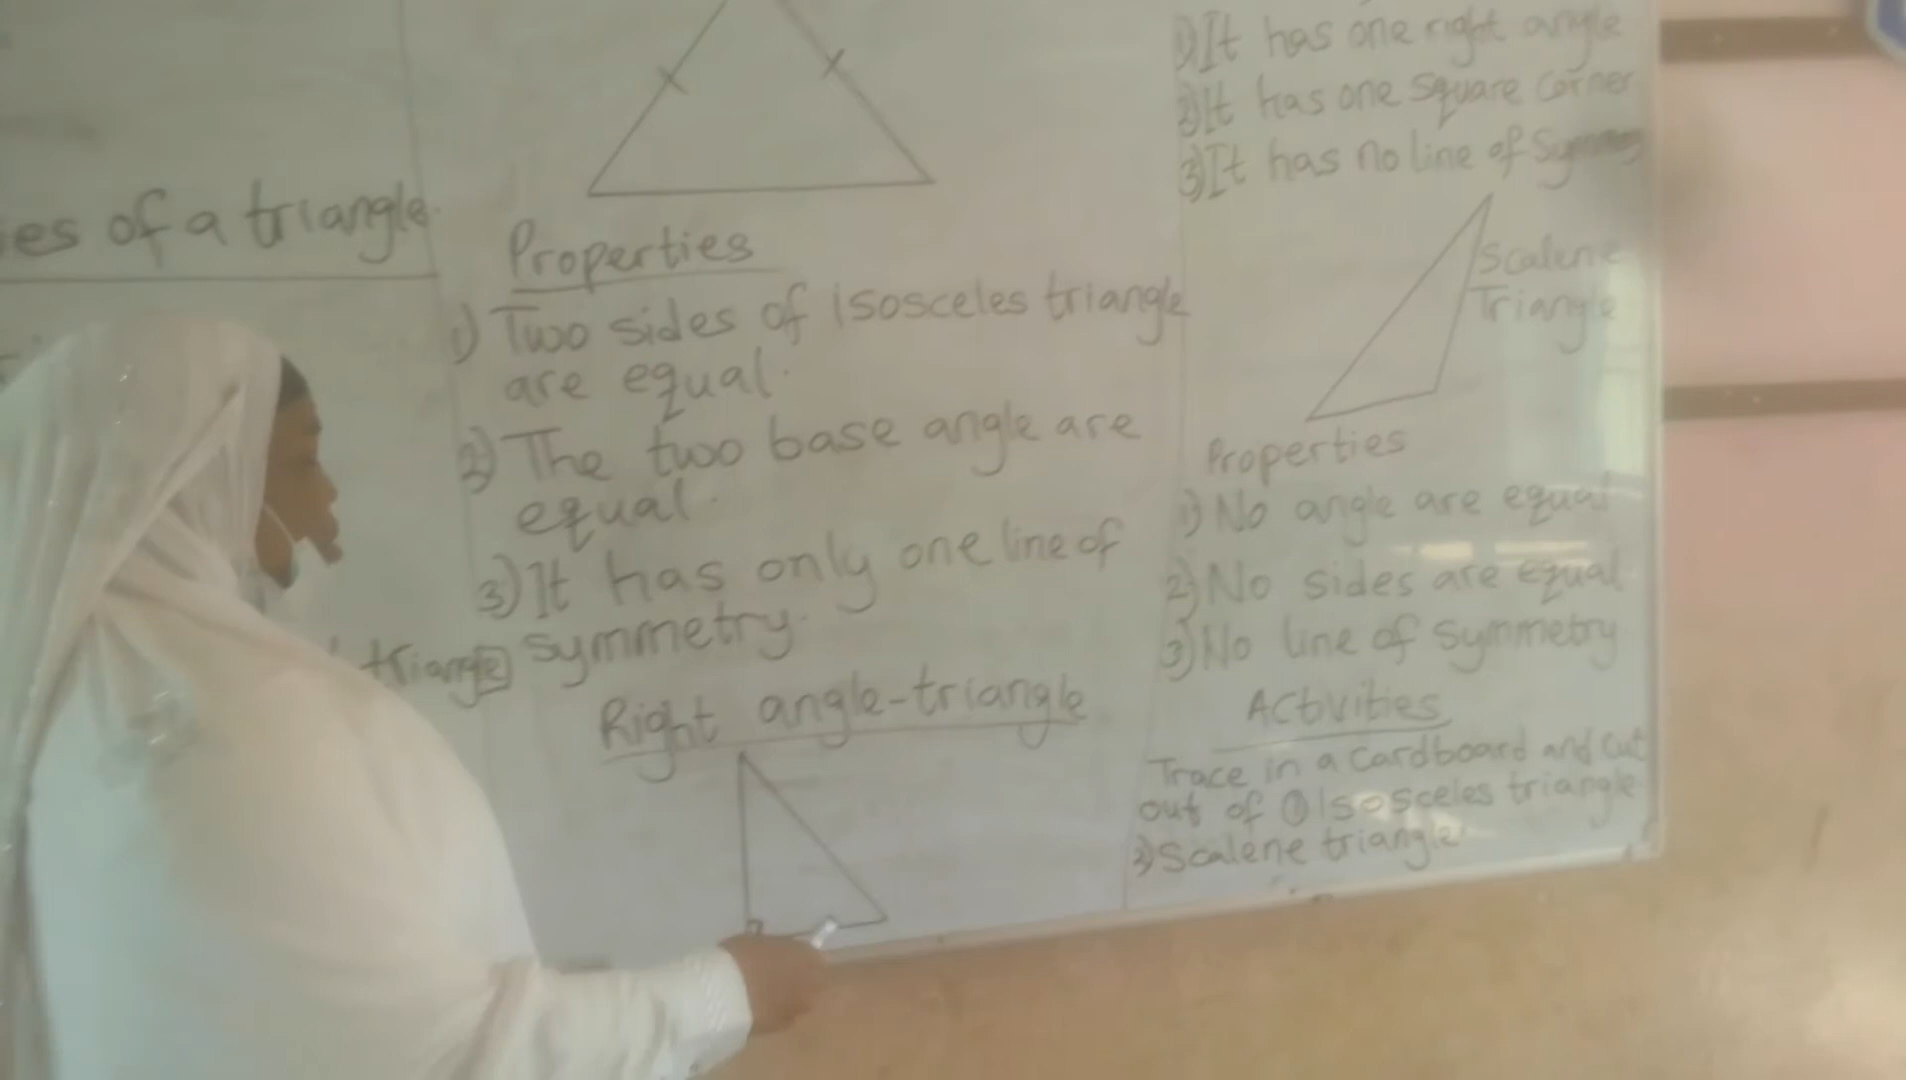 of a triangle
Properties
1) Two sides of isosceles triangle
are equal.
2) The two base angle are
equal.
3) It has only one line of
symmetry.
triangle
Right angle-triangle
1) It has one right angle
2) It has one square corner
3) It has no line of
Scalene
Triangle
Properties
1) No angle are equal
2) No sides are equal
3) No line of symmetry
Activities
Trace in a cardboard and cut
out of ① Isosceles triangle
2) Scalene triangle